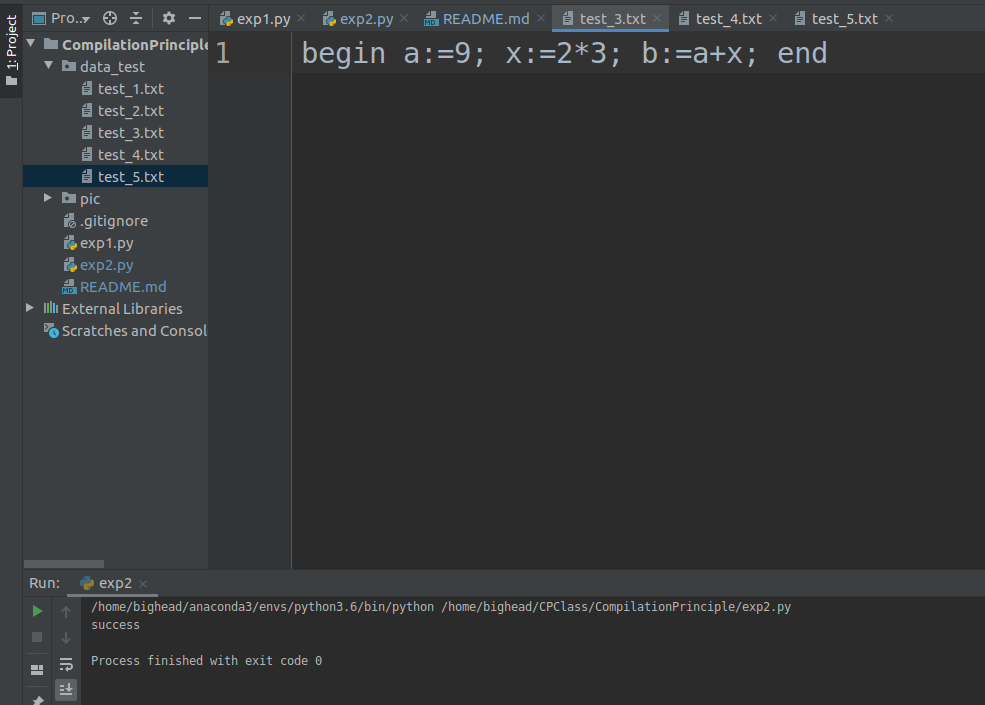 1: Project
Pro..
exp1.py
exp2.py
README.md
test_3.txt
test_4.txt
test_5.txt
CompilationPrinciple
data_test
test_1.txt
test_2.txt
test_3.txt
test_4.txt
test_5.txt
pic
.gitignore
exp1.py
exp2.py
README.md
External Libraries
Scratches and Consol
1 begin a:=9; x:=2*3; b:=a+x; end
Run: exp2
/home/bighead/anaconda3/envs/python3.6/bin/python /home/bighead/CPClass/CompilationPrinciple/exp2.py
success
Process finished with exit code 0